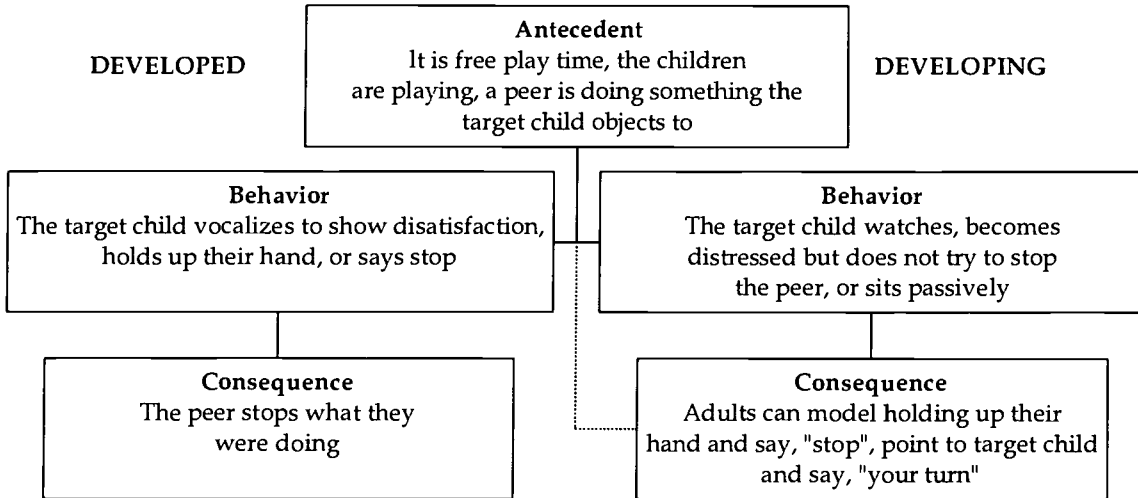 Antecedent
It is free play time, the children
are playing, a peer is doing something the
target child objects to
DEVELOPED
DEVELOPING
Behavior
The target child vocalizes to show disatisfaction,
holds up their hand, or says stop
Behavior
The target child watches, becomes
distressed but does not try to stop
the peer, or sits passively
Consequence
The peer stops what they
were doing
Consequence
Adults can model holding up their
hand and say, "stop", point to target child
and say, "your turn"